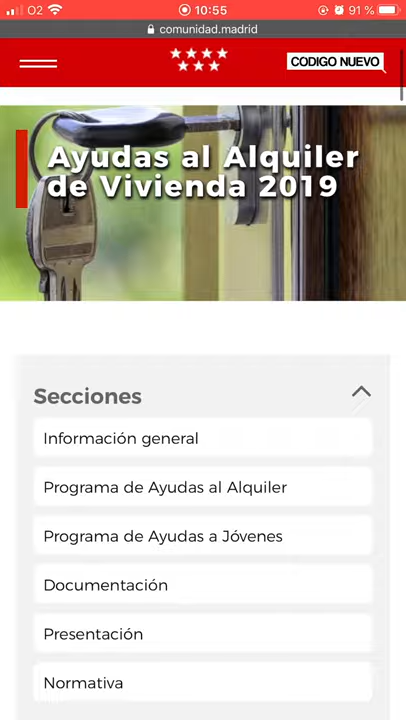 O2
10:55
91 %
comunidad.madrid
CODIGO NUEVO
Ayudas al Alquiler
de Vivienda 2019
Secciones
Información general
Programa de Ayudas al Alquiler
Programa de Ayudas a Jóvenes
Documentación
Presentación
Normativa